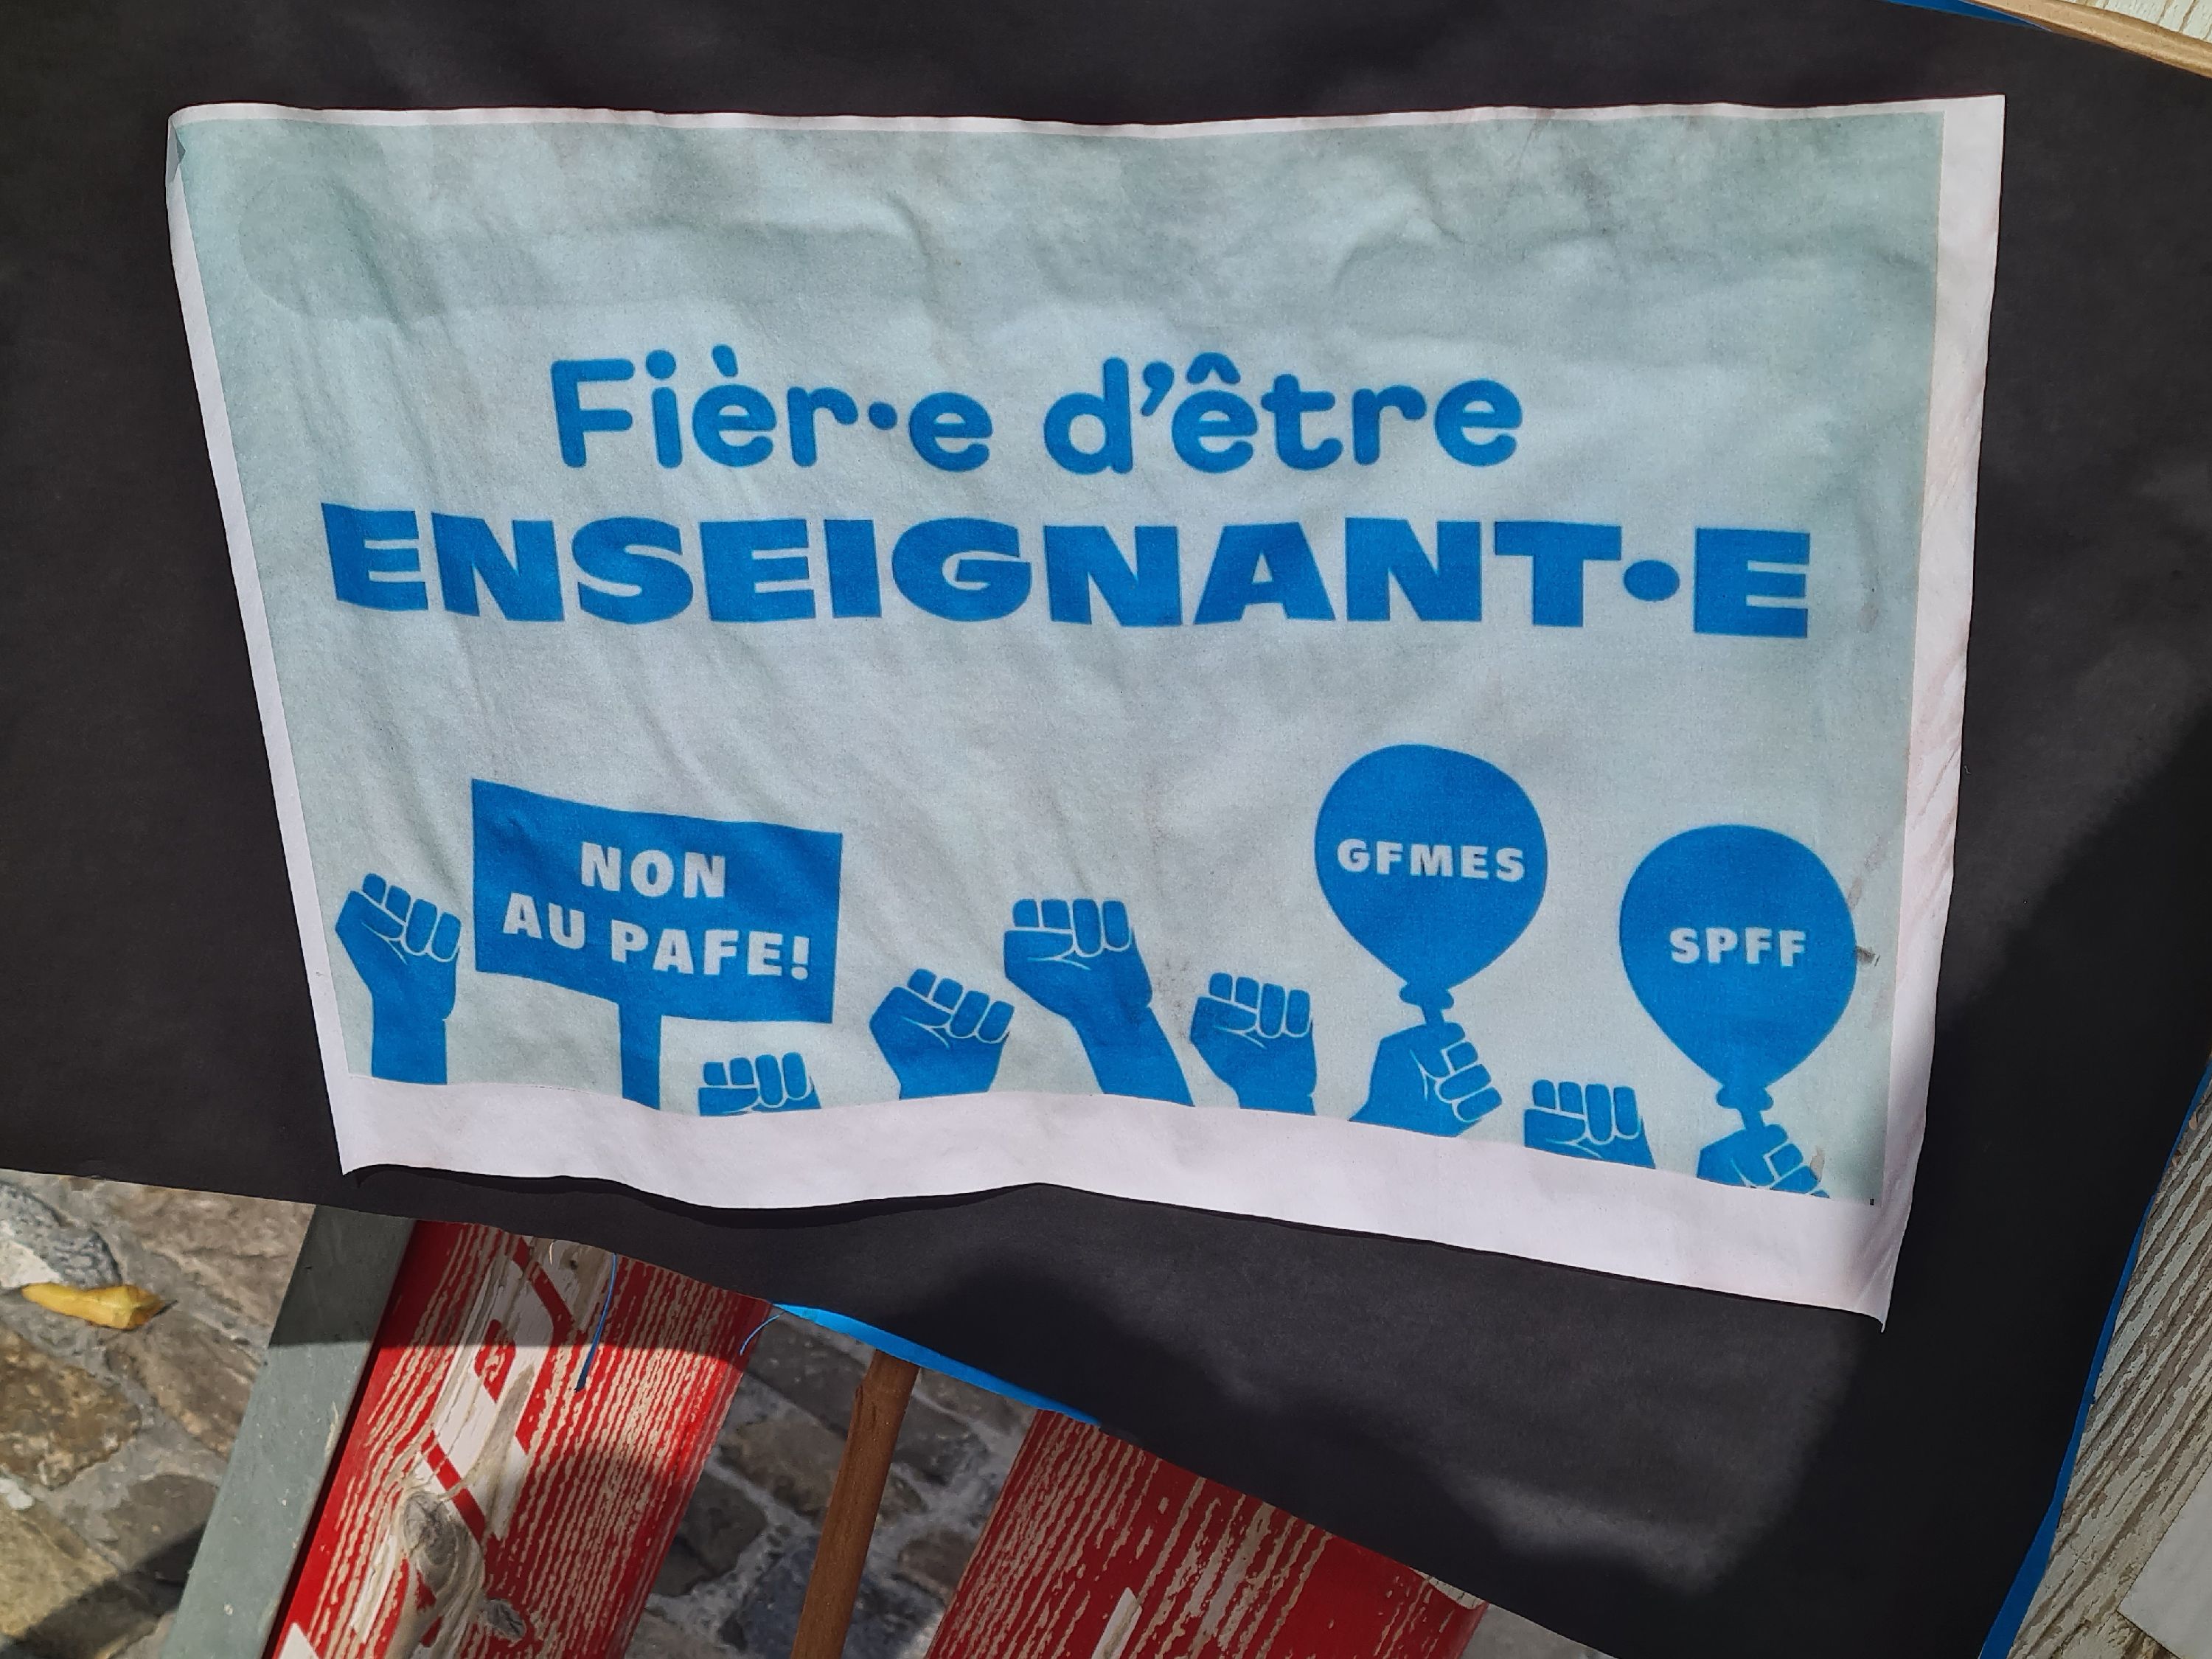 Fièr·e d'être
ENSEIGNANT·E
NON
AU PAFE!
GFMES
SPFF